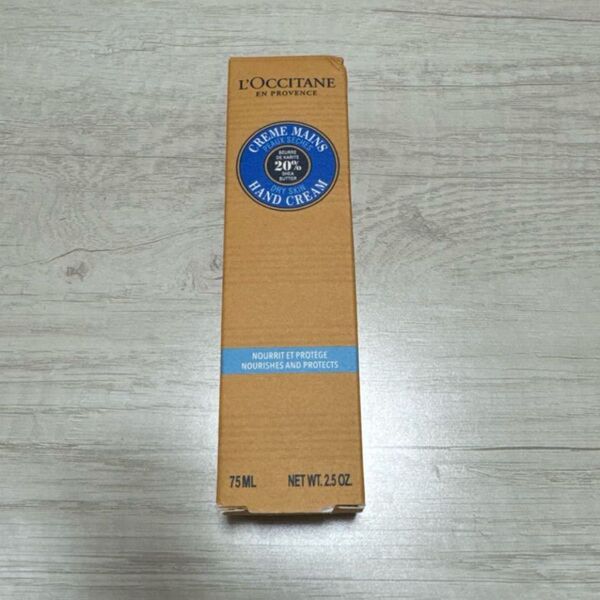 L'OCCITANE
EN PROVENCE
CREME MAINS
PEAUX SÈCHES
BEURRE
DE KARITÉ
20%
SHEA
BUTTER
DRY SKIN
HAND CREAM
NOURRIT ET PROTÈGE
NOURISHES AND PROTECTS
75 ML NET WT. 2.5 OZ.